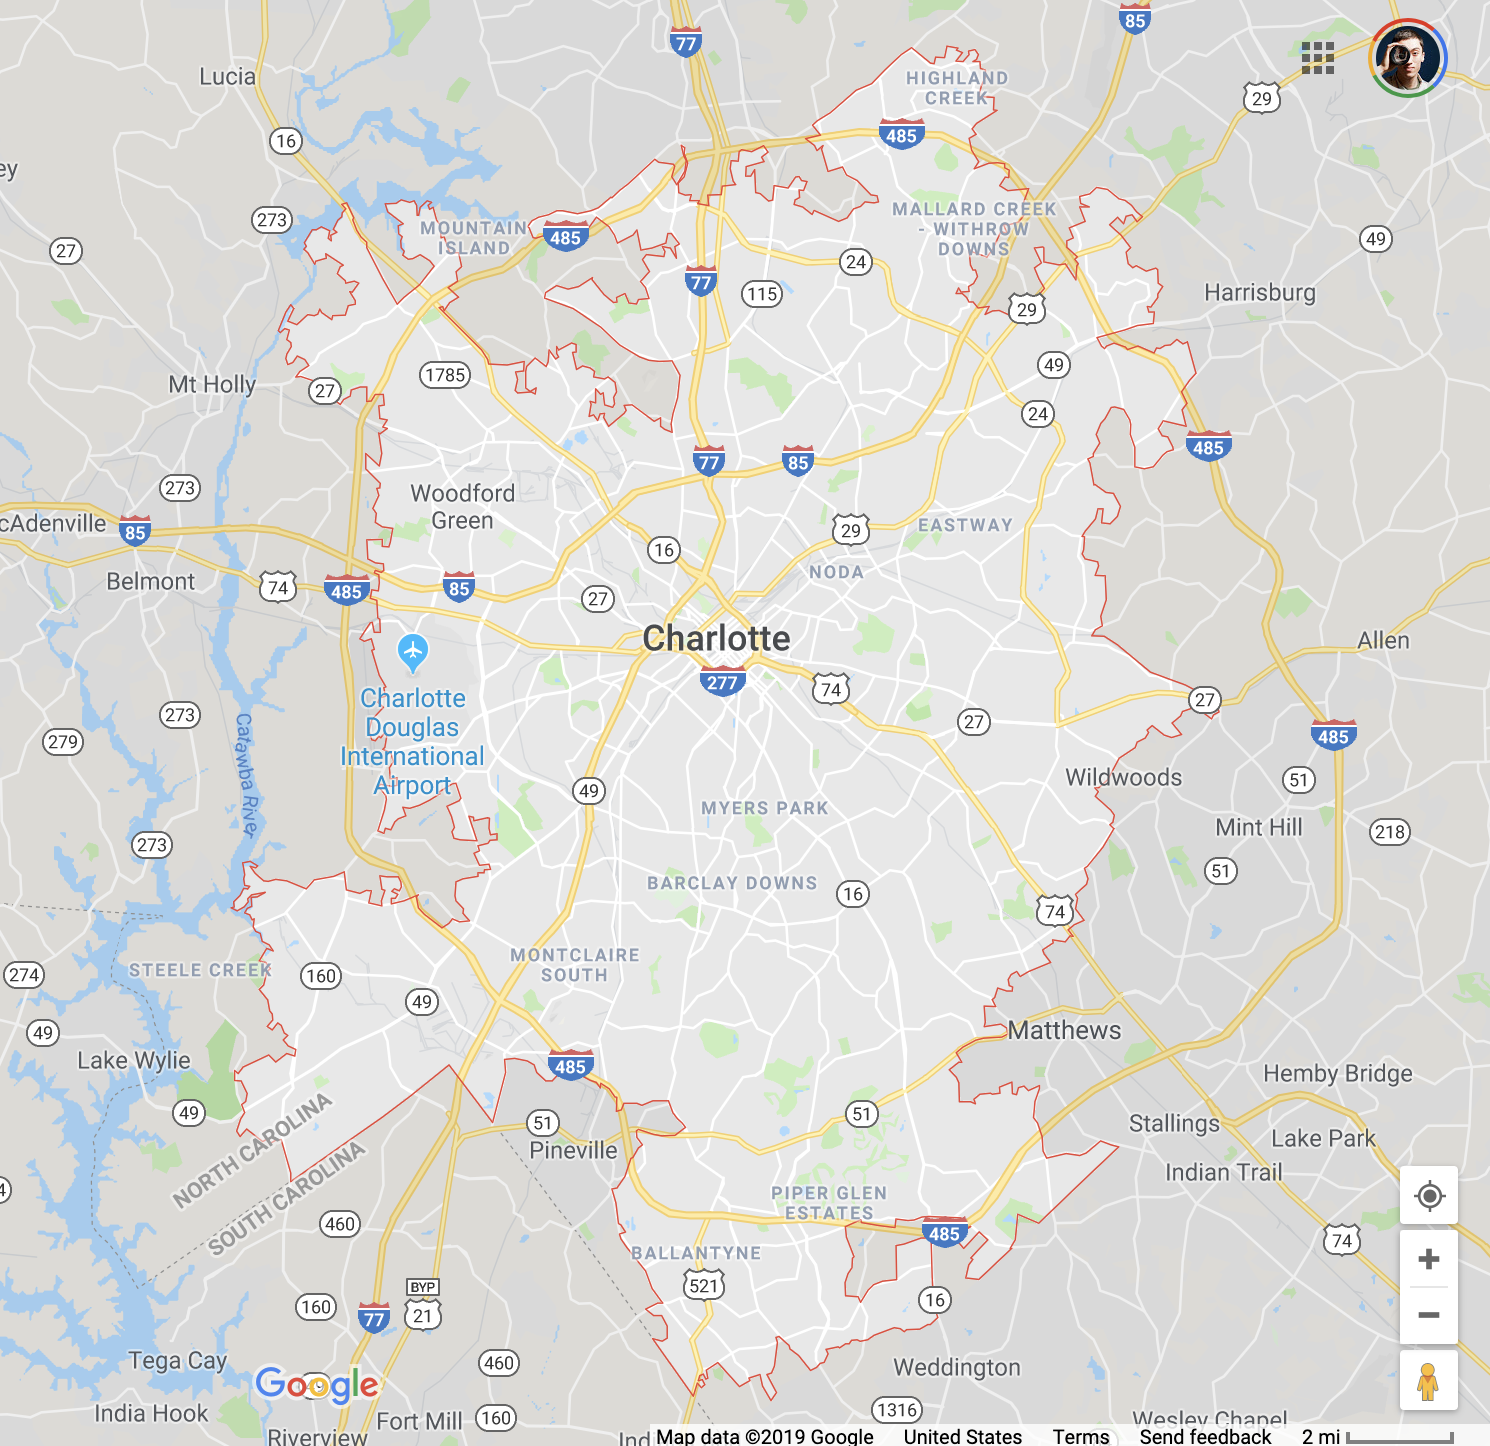 77
85
Lucia
HIGHLAND
CREEK
29
16
485
ey
273
MALLARD CREEK
- WITHROW
DOWNS
MOUNTAIN
ISLAND
485
27
49
24
77
115
29
Harrisburg
1785
49
Mt Holly
27
24
485
77
85
273
Woodford
Green
cAdenville
85
29
EASTWAY
16
NODA
Belmont
74
485
85
27
Charlotte
Allen
277
74
27
Charlotte
Douglas
International
Airport
273
27
279
485
Catawba River
Wildwoods
51
49
MYERS PARK
Mint Hill
218
273
51
BARCLAY DOWNS
16
74
MONTCLAIRE
SOUTH
STEELE CREEK
274
160
49
49
Matthews
Lake Wylie
485
Hemby Bridge
49
51
51
Stallings
Lake Park
NORTH CAROLINA
SOUTH CAROLINA
Pineville
Indian Trail
4
PIPER GLEN
ESTATES
460
485
74
BALLANTYNE
521
BYP
21
160
77
16
Tega Cay
460
Weddington
Google
India Hook
Fort Mill
160
1316
Wesley Chapel
Riverview
Indi
Map data ©2019 Google United States Terms Send feedback 2 mi